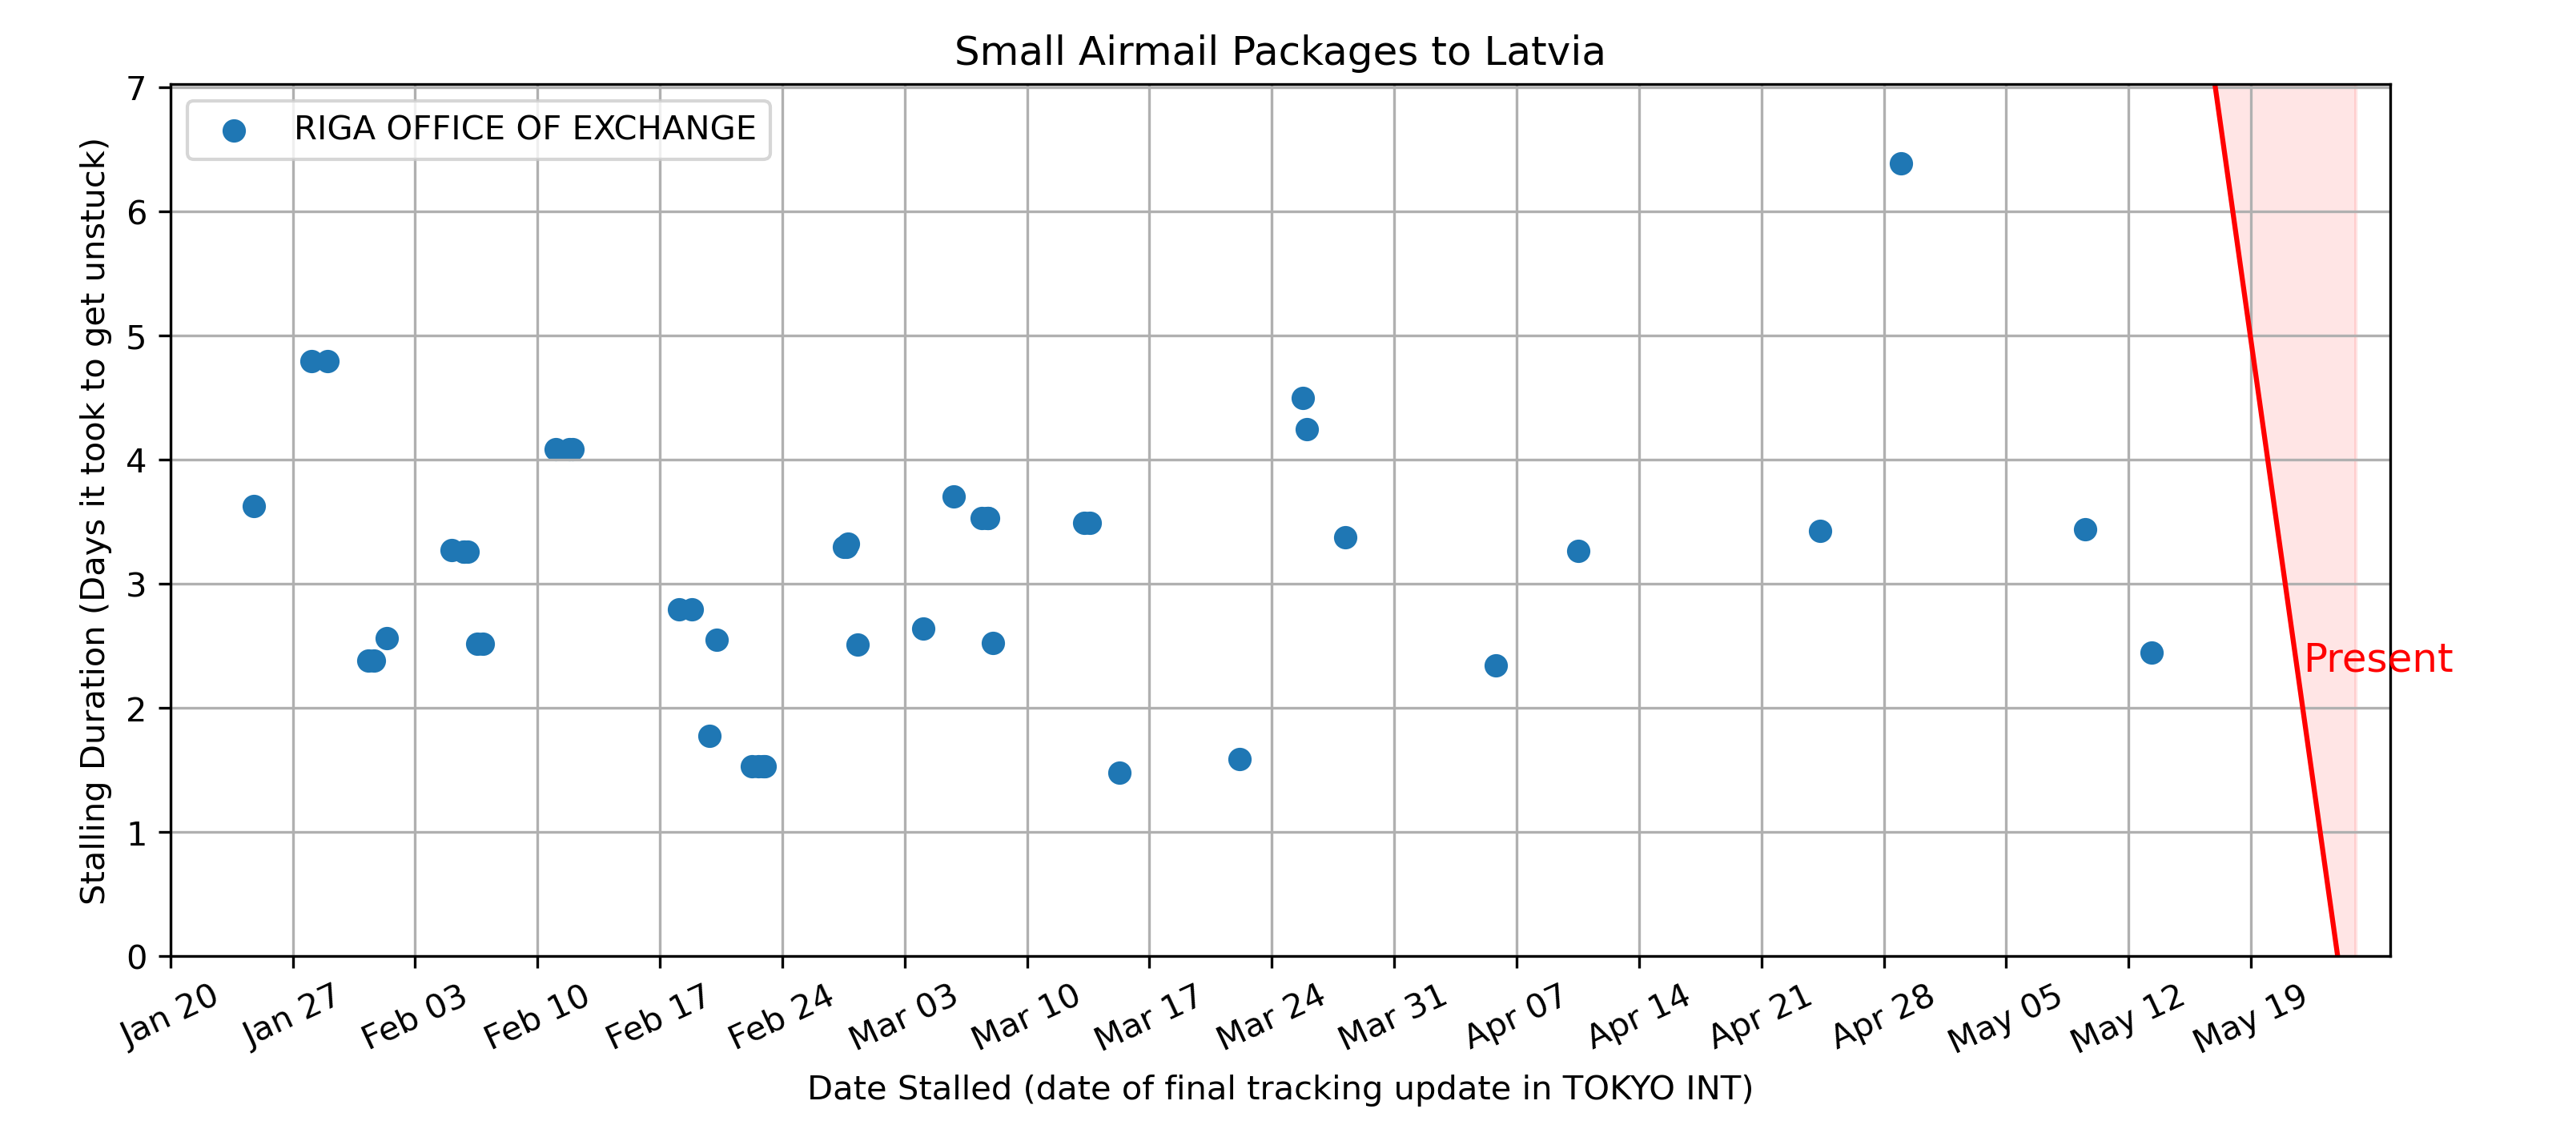 Small Airmail Packages to Latvia
RIGA OFFICE OF EXCHANGE
Stalling Duration (Days it took to get unstuck)
7
6
5
4
3
2
1
0
Present
Jan 20
Jan 27
Feb 03
Feb 10
Feb 17
Feb 24
Mar 03
Mar 10
Mar 17
Mar 24
Mar 31
Apr 07
Apr 14
Apr 21
Apr 28
May 05
May 12
May 19
Date Stalled (date of final tracking update in TOKYO INT)